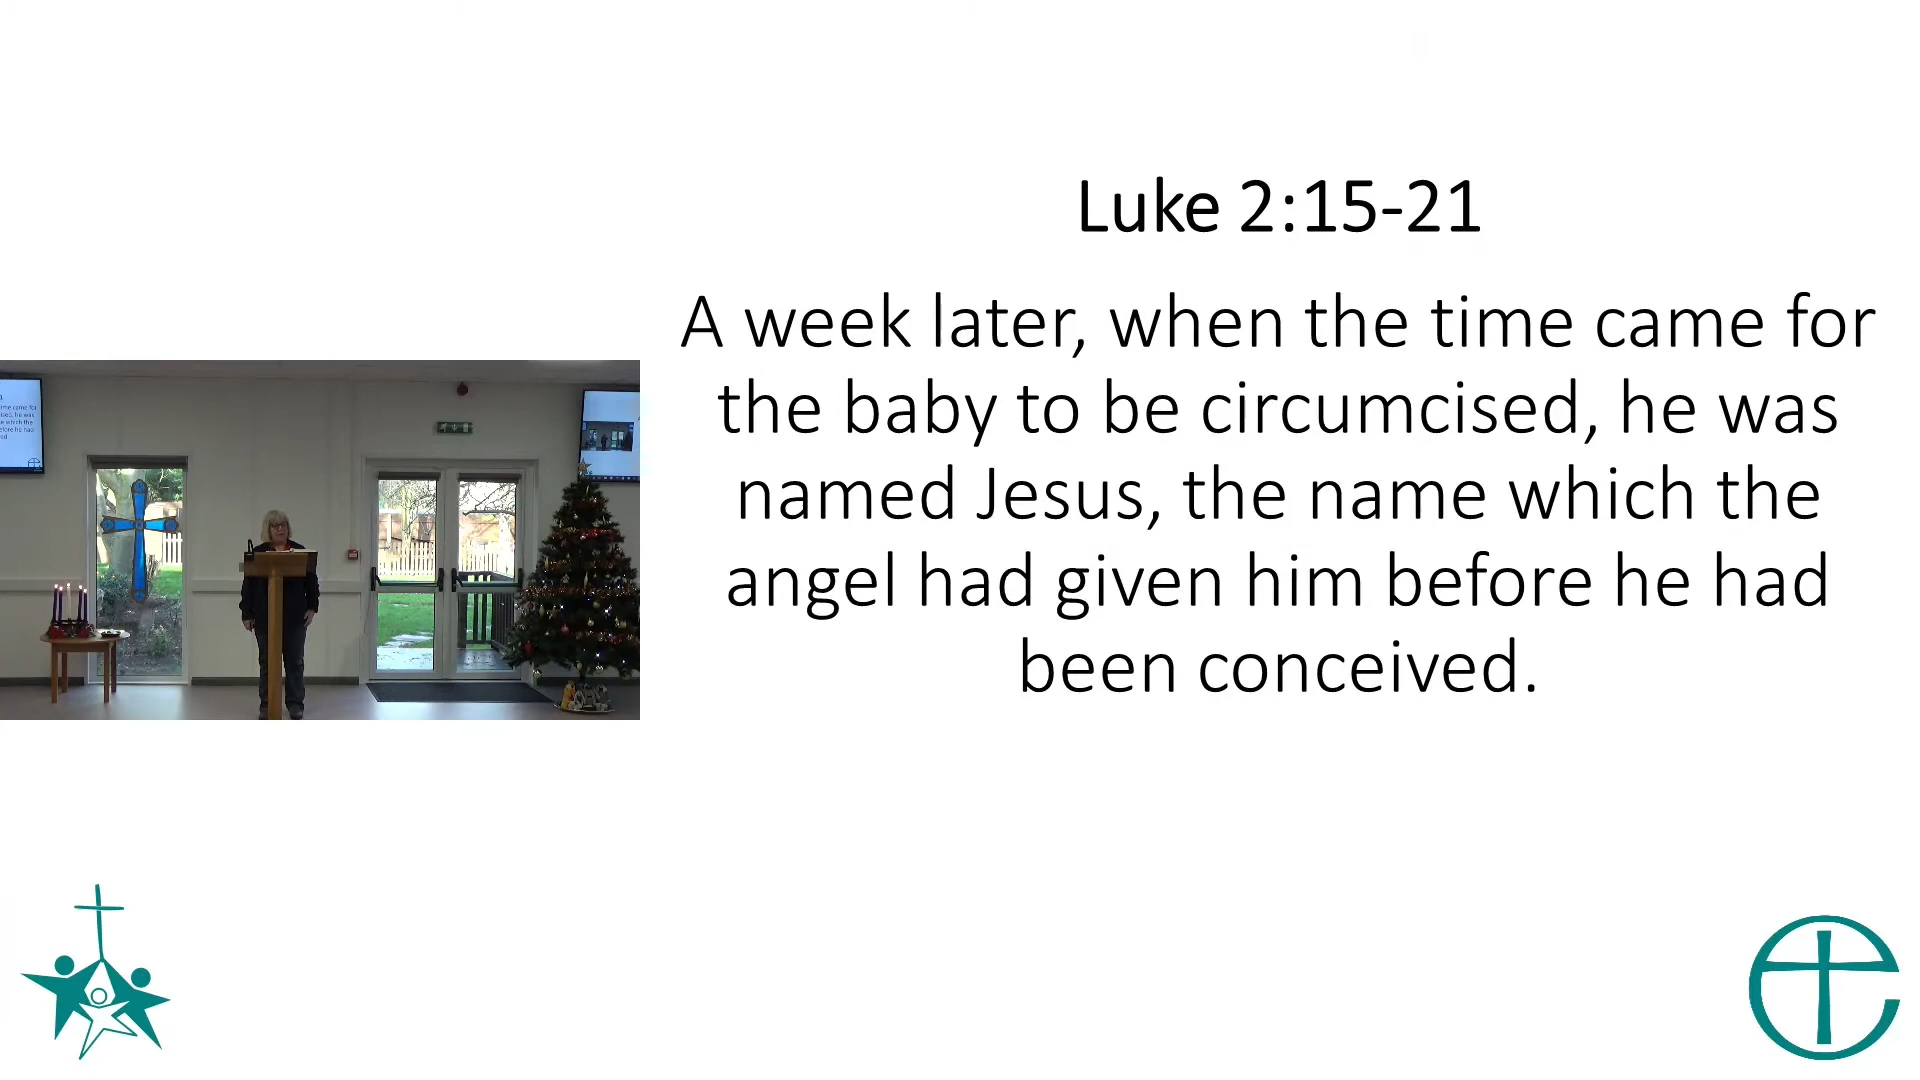 Luke 2:15-21
A week later, when the time came for
the baby to be circumcised, he was
named Jesus, the name which the
angel had given him before he had
been conceived.